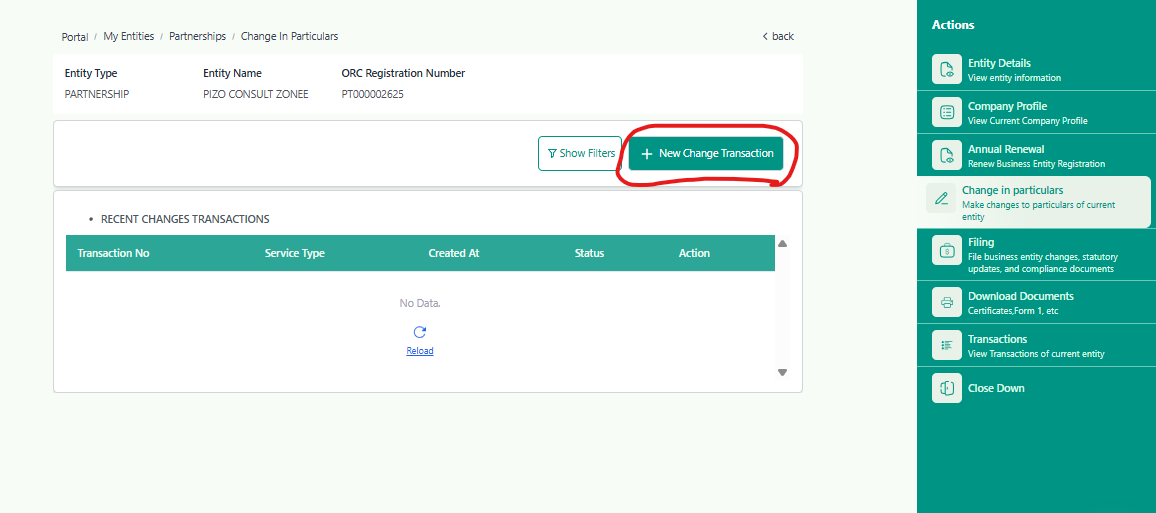 Portal / My Entities / Partnerships / Change In Particulars
< back
Entity Type
PARTNERSHIP
Entity Name
PIZO CONSULT ZONEE
ORC Registration Number
PT000002625
Show Filters
+ New Change Transaction
• RECENT CHANGES TRANSACTIONS
Transaction No Service Type Created At Status Action
No Data.
Reload
Actions
Entity Details
View entity information
Company Profile
View Current Company Profile
Annual Renewal
Renew Business Entity Registration
Change in particulars
Make changes to particulars of current
entity
Filing
File business entity changes, statutory
updates, and compliance documents
Download Documents
Certificates,Form 1, etc
Transactions
View Transactions of current entity
Close Down